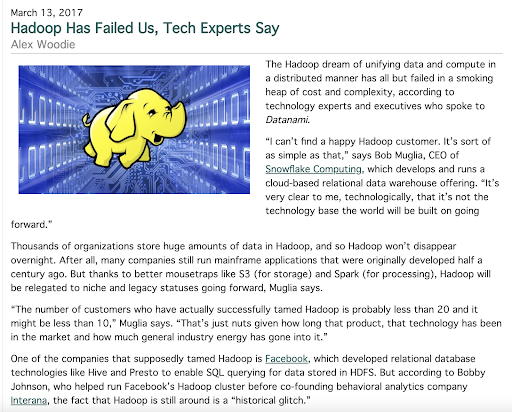 March 13, 2017
Hadoop Has Failed Us, Tech Experts Say
Alex Woodie
The Hadoop dream of unifying data and compute in
a distributed manner has all but failed in a smoking
heap of cost and complexity, according to
technology experts and executives who spoke to
Datanami.
“I can’t find a happy Hadoop customer. It’s sort of
as simple as that,” says Bob Muglia, CEO of
Snowflake Computing, which develops and runs a
cloud-based relational data warehouse offering. “It’s
very clear to me, technologically, that it’s not the
technology base the world will be built on going
forward.”
Thousands of organizations store huge amounts of data in Hadoop, and so Hadoop won’t disappear
overnight. After all, many companies still run mainframe applications that were originally developed half a
century ago. But thanks to better mousetraps like S3 (for storage) and Spark (for processing), Hadoop will
be relegated to niche and legacy statuses going forward, Muglia says.
“The number of customers who have actually successfully tamed Hadoop is probably less than 20 and it
might be less than 10,” Muglia says. “That’s just nuts given how long that product, that technology has been
in the market and how much general industry energy has gone into it.”
One of the companies that supposedly tamed Hadoop is Facebook, which developed relational database
technologies like Hive and Presto to enable SQL querying for data stored in HDFS. But according to Bobby
Johnson, who helped run Facebook’s Hadoop cluster before co-founding behavioral analytics company
Interana, the fact that Hadoop is still around is a “historical glitch.”